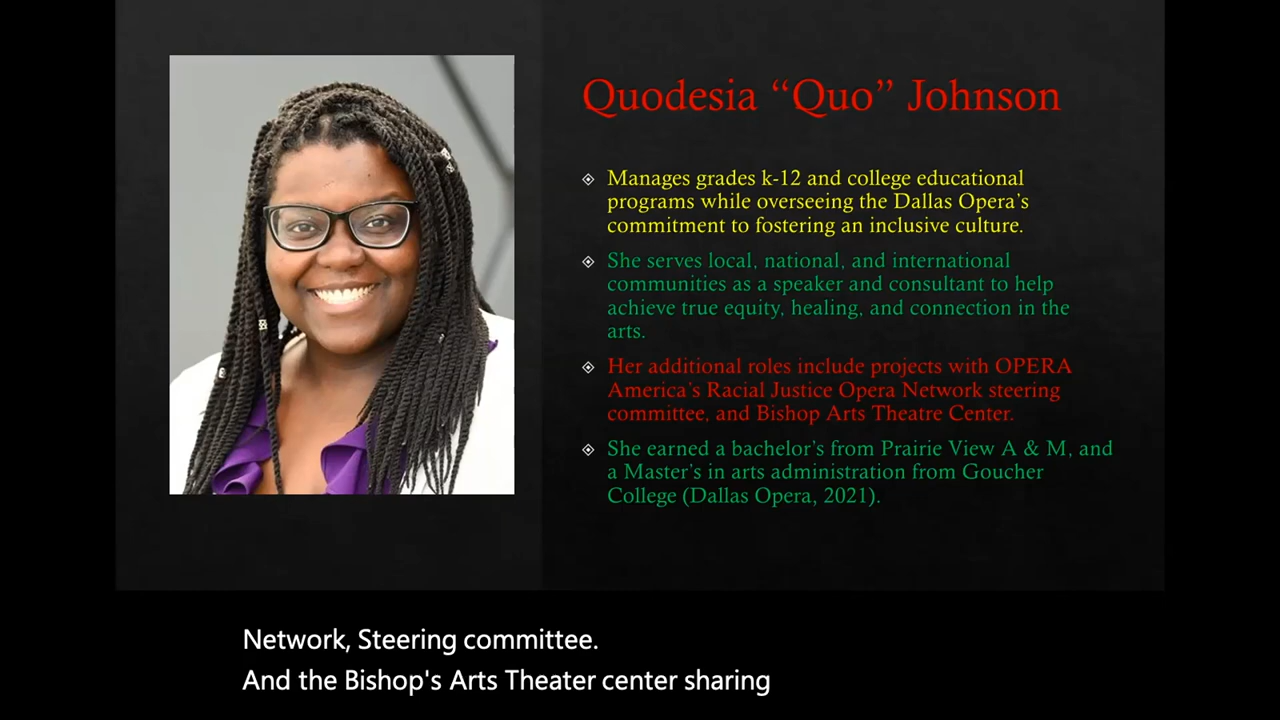 Quodesia “Quo” Johnson
Manages grades k-12 and college educational
programs while overseeing the Dallas Opera’s
commitment to fostering an inclusive culture.
She serves local, national, and international
communities as a speaker and consultant to help
achieve true equity, healing, and connection in the
arts.
Her additional roles include projects with OPERA
America’s Racial Justice Opera Network steering
committee, and Bishop Arts Theatre Center.
She earned a bachelor’s from Prairie View A & M, and
a Master’s in arts administration from Goucher
College (Dallas Opera, 2021).
Network, Steering committee.
And the Bishop's Arts Theater center sharing